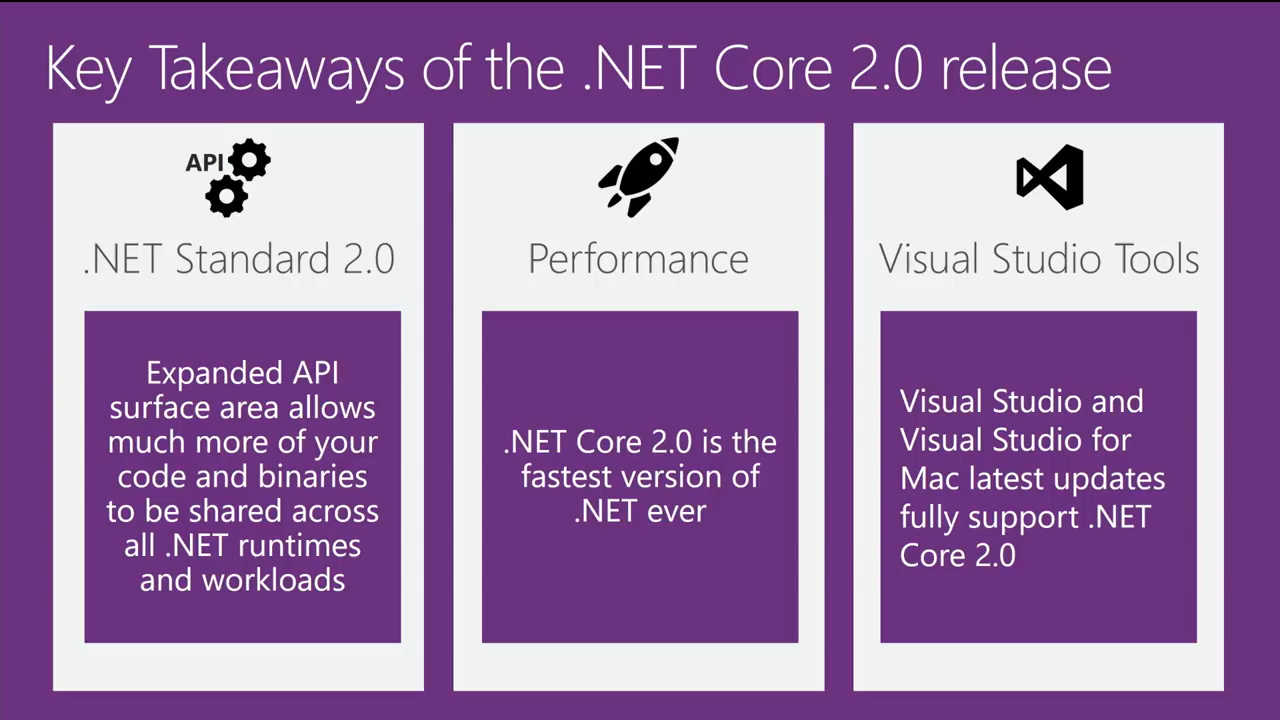 Key Takeaways of the .NET Core 2.0 release
API
.NET Standard 2.0
Expanded API
surface area allows
much more of your
code and binaries
to be shared across
all .NET runtimes
and workloads
Performance
.NET Core 2.0 is the
fastest version of
.NET ever
Visual Studio Tools
Visual Studio and
Visual Studio for
Mac latest updates
fully support .NET
Core 2.0